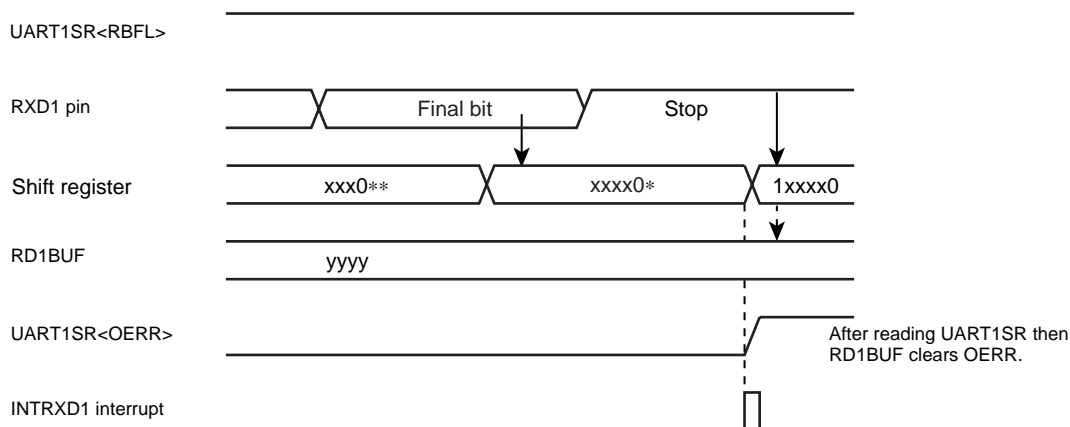 UART1SR<RBFL>
RXD1 pin
Final bit
Stop
Shift register
xxx0∗∗
xxxx0∗
1xxxx0
RD1BUF
yyyy
UART1SR<OERR>
After reading UART1SR then
RD1BUF clears OERR.
INTRXD1 interrupt